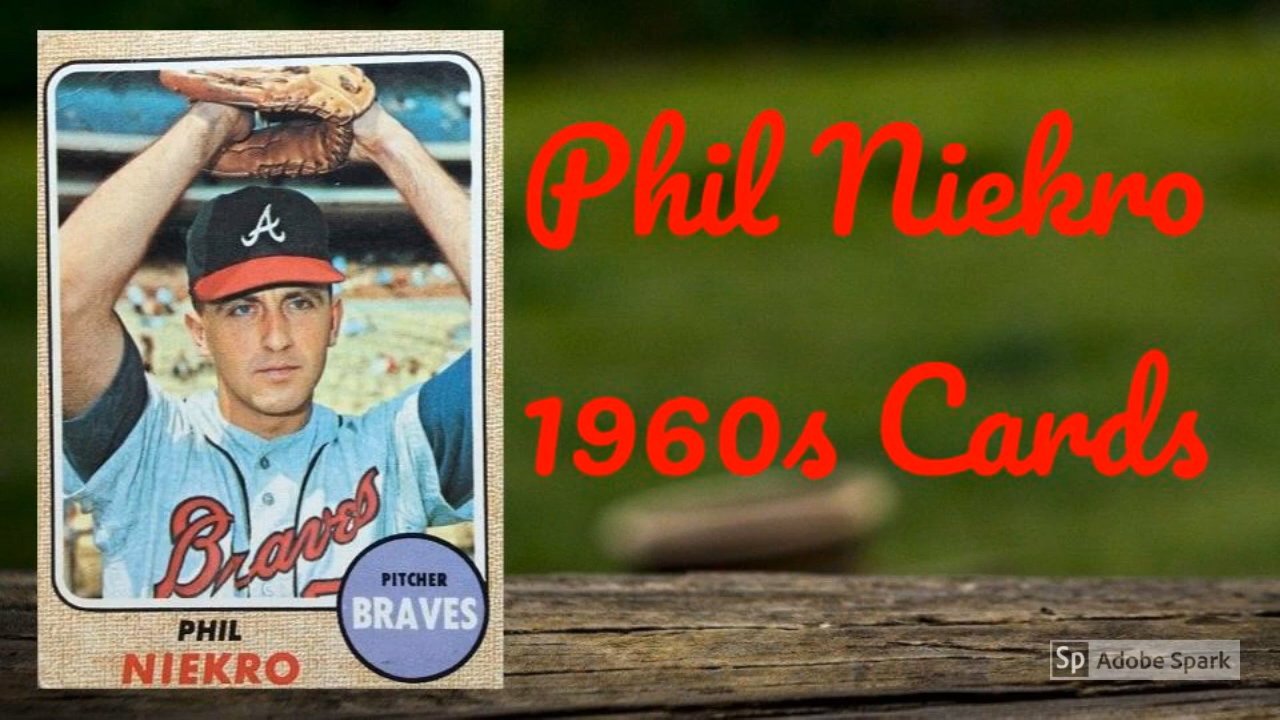 A
Braves
PITCHER
BRAVES
PHIL
NIEKRO
Phil Niekro
1960s Cards
Sp Adobe Spark